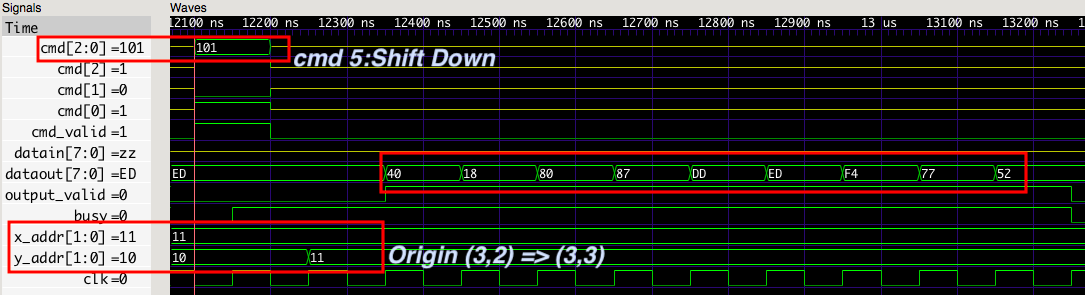 Signals Waves
Time 12100 ns 12200 ns 12300 ns 12400 ns 12500 ns 12600 ns 12700 ns 12800 ns 12900 ns 13 us 13100 ns 13200 ns
cmd[2:0] =101 101
cmd 5:Shift Down
cmd[2] =1
cmd[1] =0
cmd[0] =1
cmd_valid =1
datain[7:0] =zz
dataout[7:0] =ED ED 40 18 80 87 DD ED F4 77 52
output_valid =0
busy =0
x_addr[1:0] =11 11
y_addr[1:0] =10 10 11
Origin (3,2) => (3,3)
clk =0